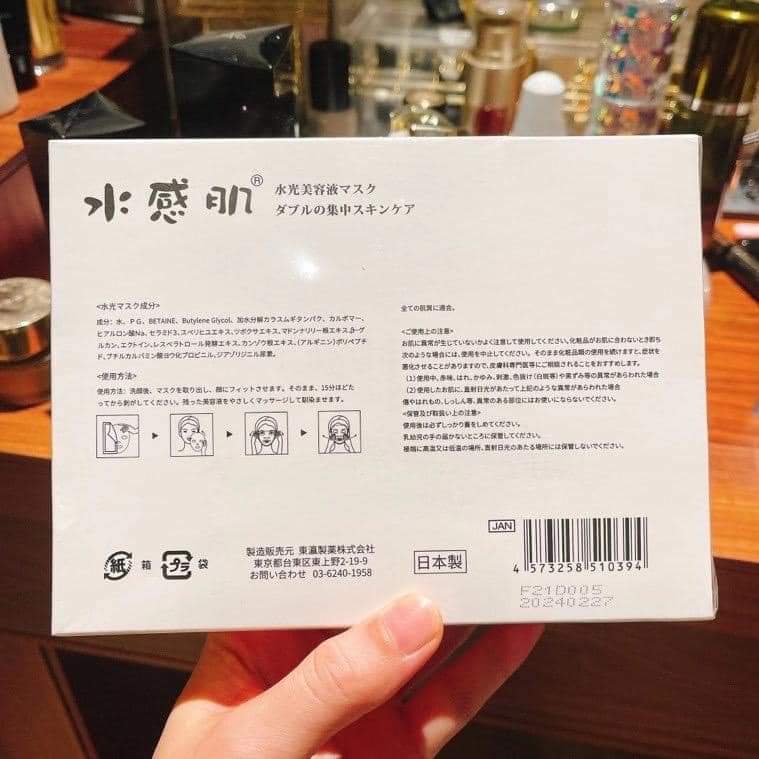 水感肌®
水光美容液マスク
ダブルの集中スキンケア
<水光マスク成分>
成分：水、PG、BETAINE、Butylene Glycol、加水分解カラスムギタンパク、カルボマー、
ヒアルロン酸Na、セラミド3、スベリヒユエキス、ツボクサエキス、マドンナリリー根エキス、β-グ
ルカン、エクトイン、レスベラトロール発酵エキス、カンゾウ根エキス、(アルギニン)ポリペプチ
ド、ブチルカルバミン酸ヨウ化プロピニル、ジアゾリジニル尿素。
<使用方法>
使用方法：洗顔後、マスクを取り出し、顔にフィットさせます。そのまま、15分ほどた
ってから剥がしてください。残った美容液をやさしくマッサージして馴染ませます。
全ての肌質に適合。
<ご使用上の注意>
お肌に異常が生じていないかよく注意して使用してください。化粧品がお肌に合わないとき即ち
次のような場合には、使用を中止してください。そのまま化粧品類の使用を続けますと、症状を
悪化させることがありますので、皮膚科専門医等にご相談されることをおすすめします。
(1)使用中、赤味、はれ、かゆみ、刺激、色抜け(白斑等)や黒ずみ等の異常があらわれた場合
(2)使用したお肌に、直射日光があたって上記のような異常があらわれた場合
傷やはれもの、しっしん等、異常のある部位にはお使いにならないでください。
<保管及び取扱い上の注意>
使用後は必ずしっかり蓋をしめてください。
乳幼児の手の届かないところに保管してください。
極端に高温又は低温の場所、直射日光のあたる場所には保管しないでください。
紙 箱 プラ 袋
製造販売元 東瀛製薬株式会社
東京都台東区東上野2-19-9
お問い合わせ 03-6240-1958
日本製
JAN
4 573258 510394
F21D005
20240227